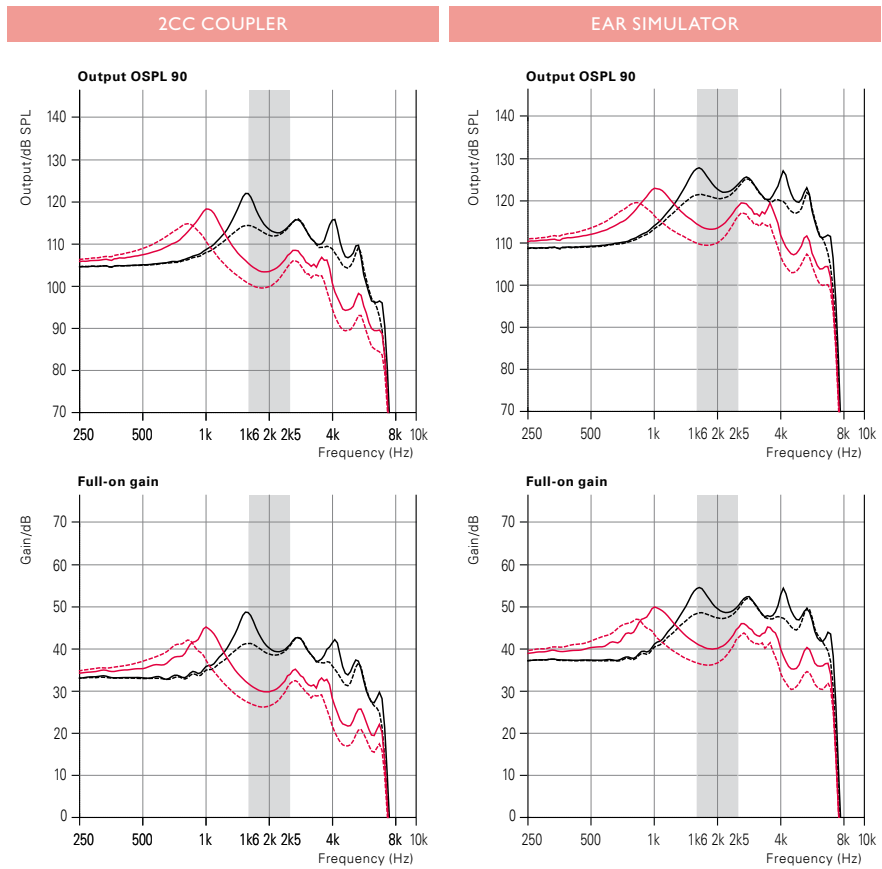 2CC COUPLER
EAR SIMULATOR
Output OSPL 90
Output/dB SPL
140
130
120
110
100
90
80
70
250 500 1k 1k6 2k 2k5 4k 8k 10k
Frequency (Hz)
Output OSPL 90
Output/dB SPL
140
130
120
110
100
90
80
70
250 500 1k 1k6 2k 2k5 4k 8k 10k
Frequency (Hz)
Full-on gain
Gain/dB
70
60
50
40
30
20
10
0
250 500 1k 1k6 2k 2k5 4k 8k 10k
Frequency (Hz)
Full-on gain
Gain/dB
70
60
50
40
30
20
10
0
250 500 1k 1k6 2k 2k5 4k 8k 10k
Frequency (Hz)